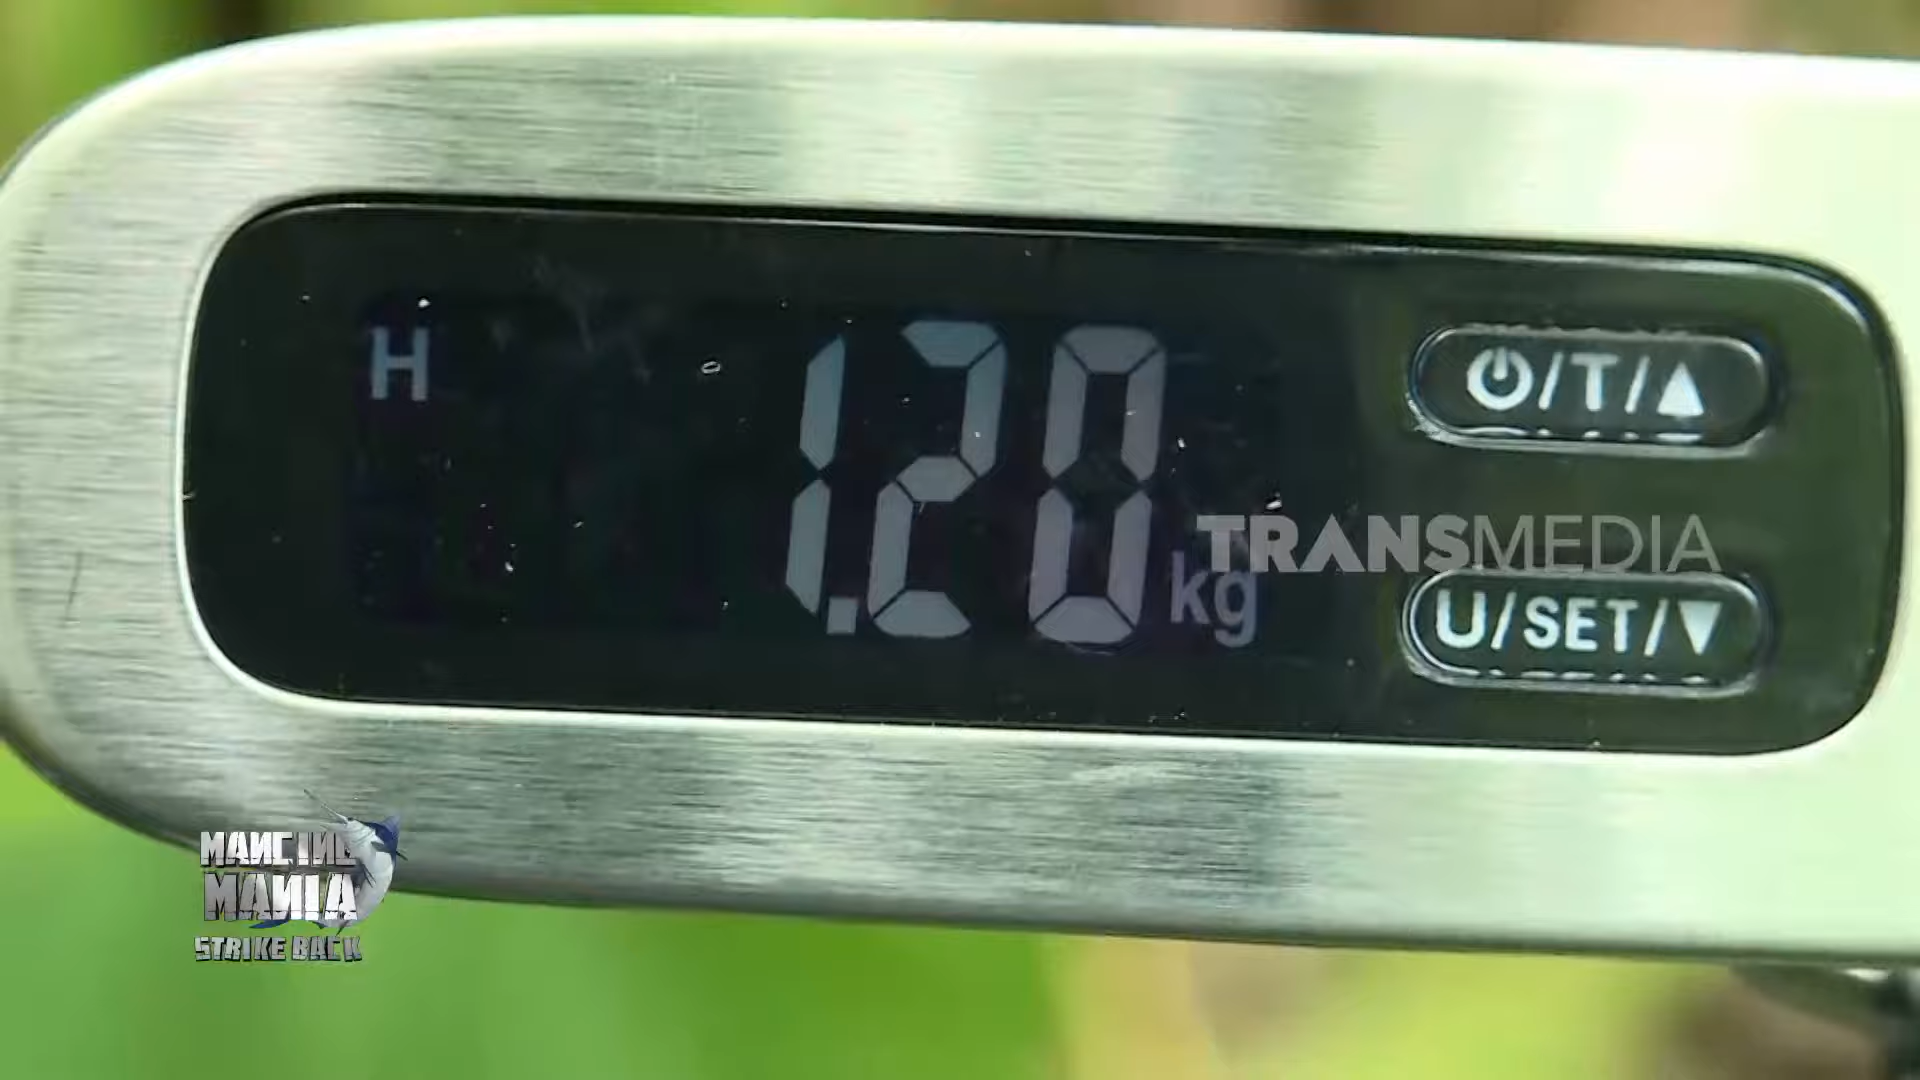 H
1.20 kg
⏻/T/▲
TRANSMEDIA
U/SET/▼
MANCING
MANIA
STRIKE BACK